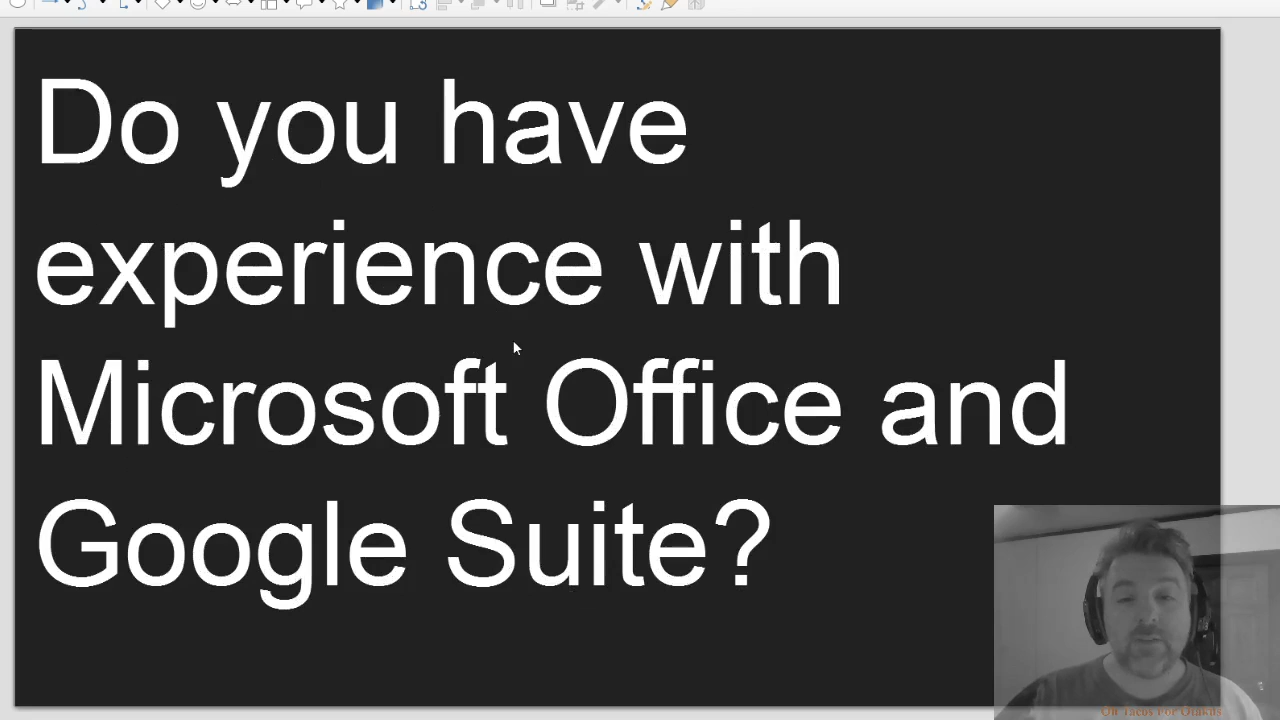 Do you have
experience with
Microsoft Office and
Google Suite?